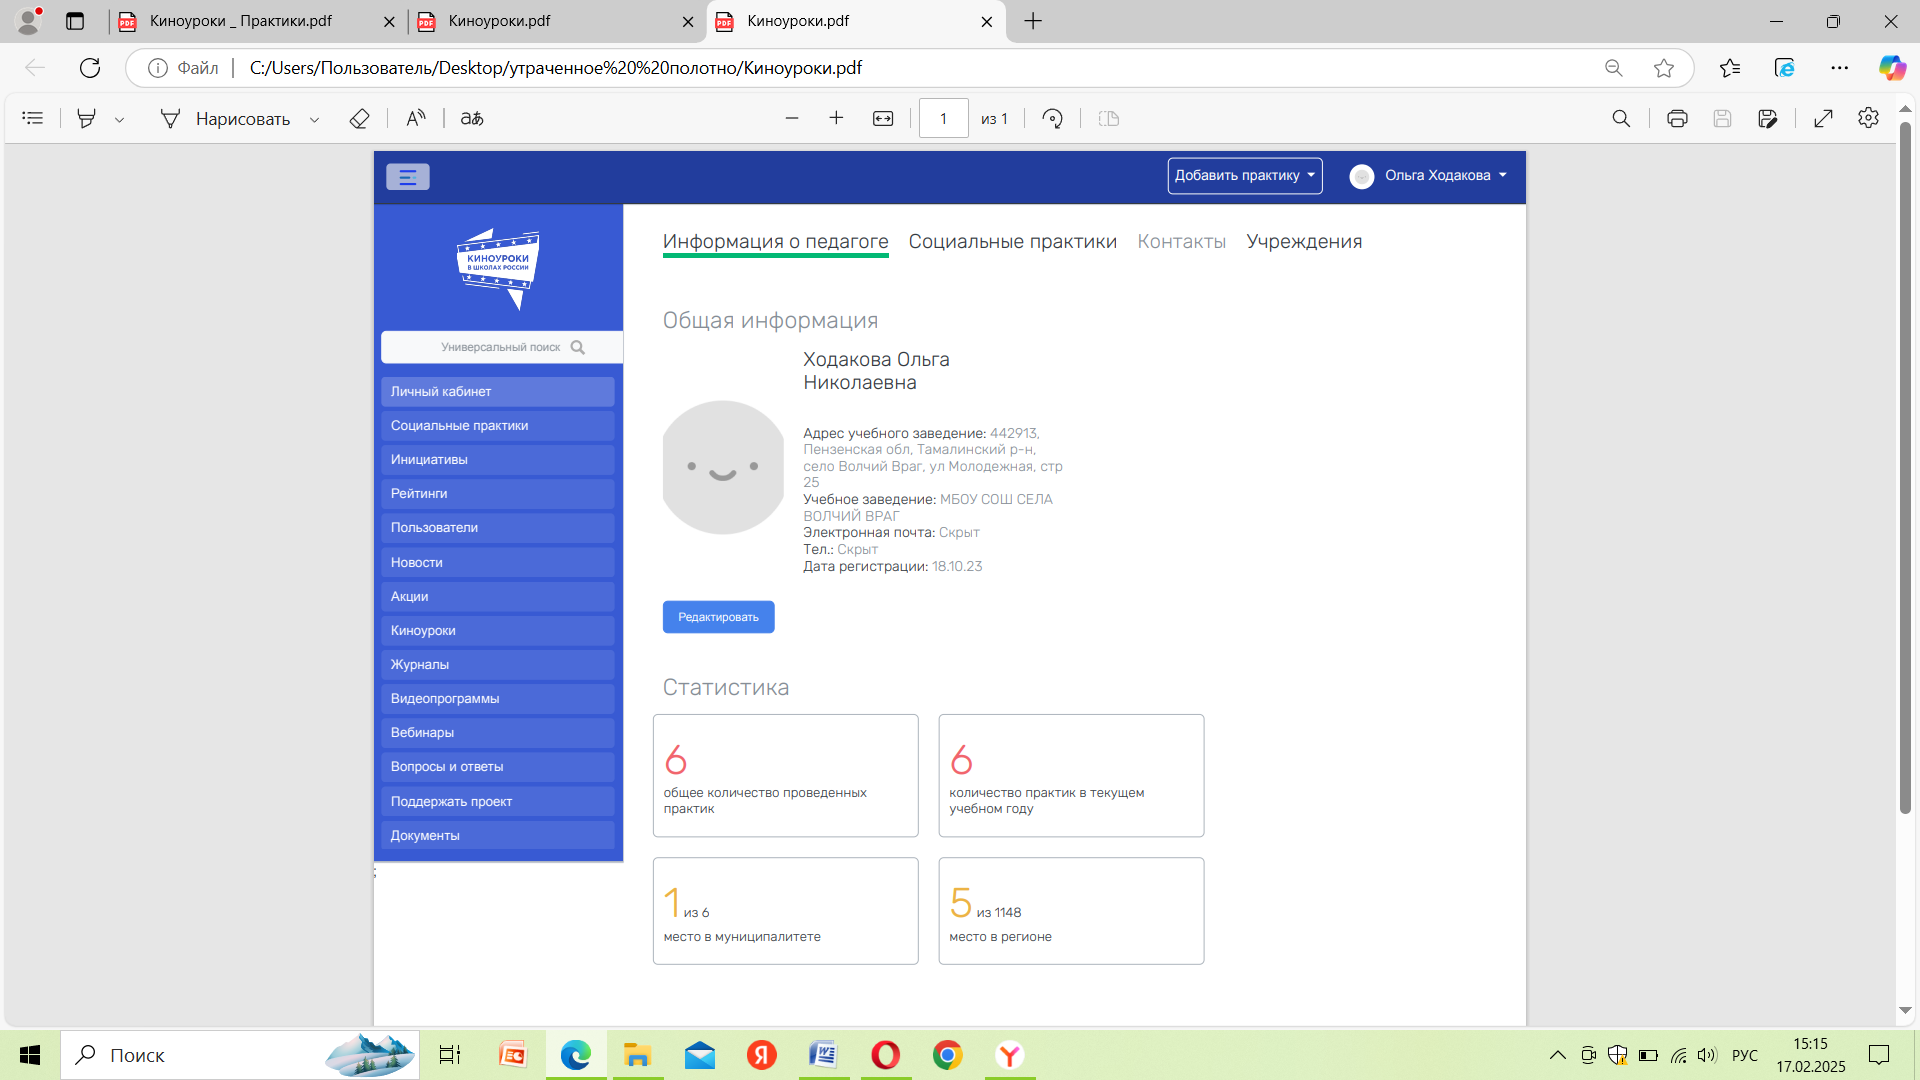 Киноуроки _ Практики.pdf
Киноуроки.pdf
Киноуроки.pdf
Файл
C:/Users/Пользователь/Desktop/утраченное%20%20полотно/Киноуроки.pdf
Нарисовать
аあ
1
из 1
Добавить практику
Ольга Ходакова
КИНОУРОКИ
В ШКОЛАХ РОССИИ
Универсальный поиск
Личный кабинет
Социальные практики
Инициативы
Рейтинги
Пользователи
Новости
Акции
Киноуроки
Журналы
Видеопрограммы
Вебинары
Вопросы и ответы
Поддержать проект
Документы
;
Информация о педагоге
Социальные практики
Контакты
Учреждения
Общая информация
Ходакова Ольга
Николаевна
Адрес учебного заведение: 442913,
Пензенская обл, Тамалинский р-н,
село Волчий Враг, ул Молодежная, стр
25
Учебное заведение: МБОУ СОШ СЕЛА
ВОЛЧИЙ ВРАГ
Электронная почта: Скрыт
Тел.: Скрыт
Дата регистрации: 18.10.23
Редактировать
Статистика
6
общее количество проведенных
практик
6
количество практик в текущем
учебном году
1 из 6
место в муниципалитете
5 из 1148
место в регионе
Поиск
РУС
15:15
17.02.2025